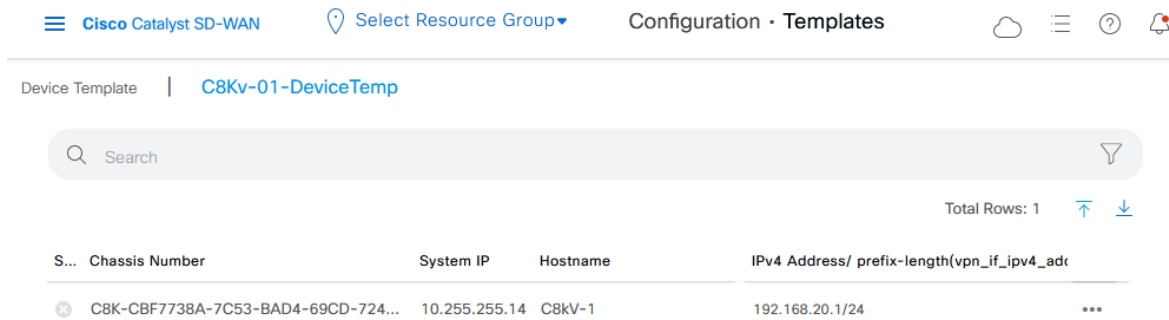 Cisco Catalyst SD-WAN Select Resource Group Configuration · Templates
Device Template | C8Kv-01-DeviceTemp
Search
Total Rows: 1
S... Chassis Number System IP Hostname IPv4 Address/ prefix-length(vpn_if_ipv4_add
C8K-CBF7738A-7C53-BAD4-69CD-724... 10.255.255.14 C8kV-1 192.168.20.1/24 •••